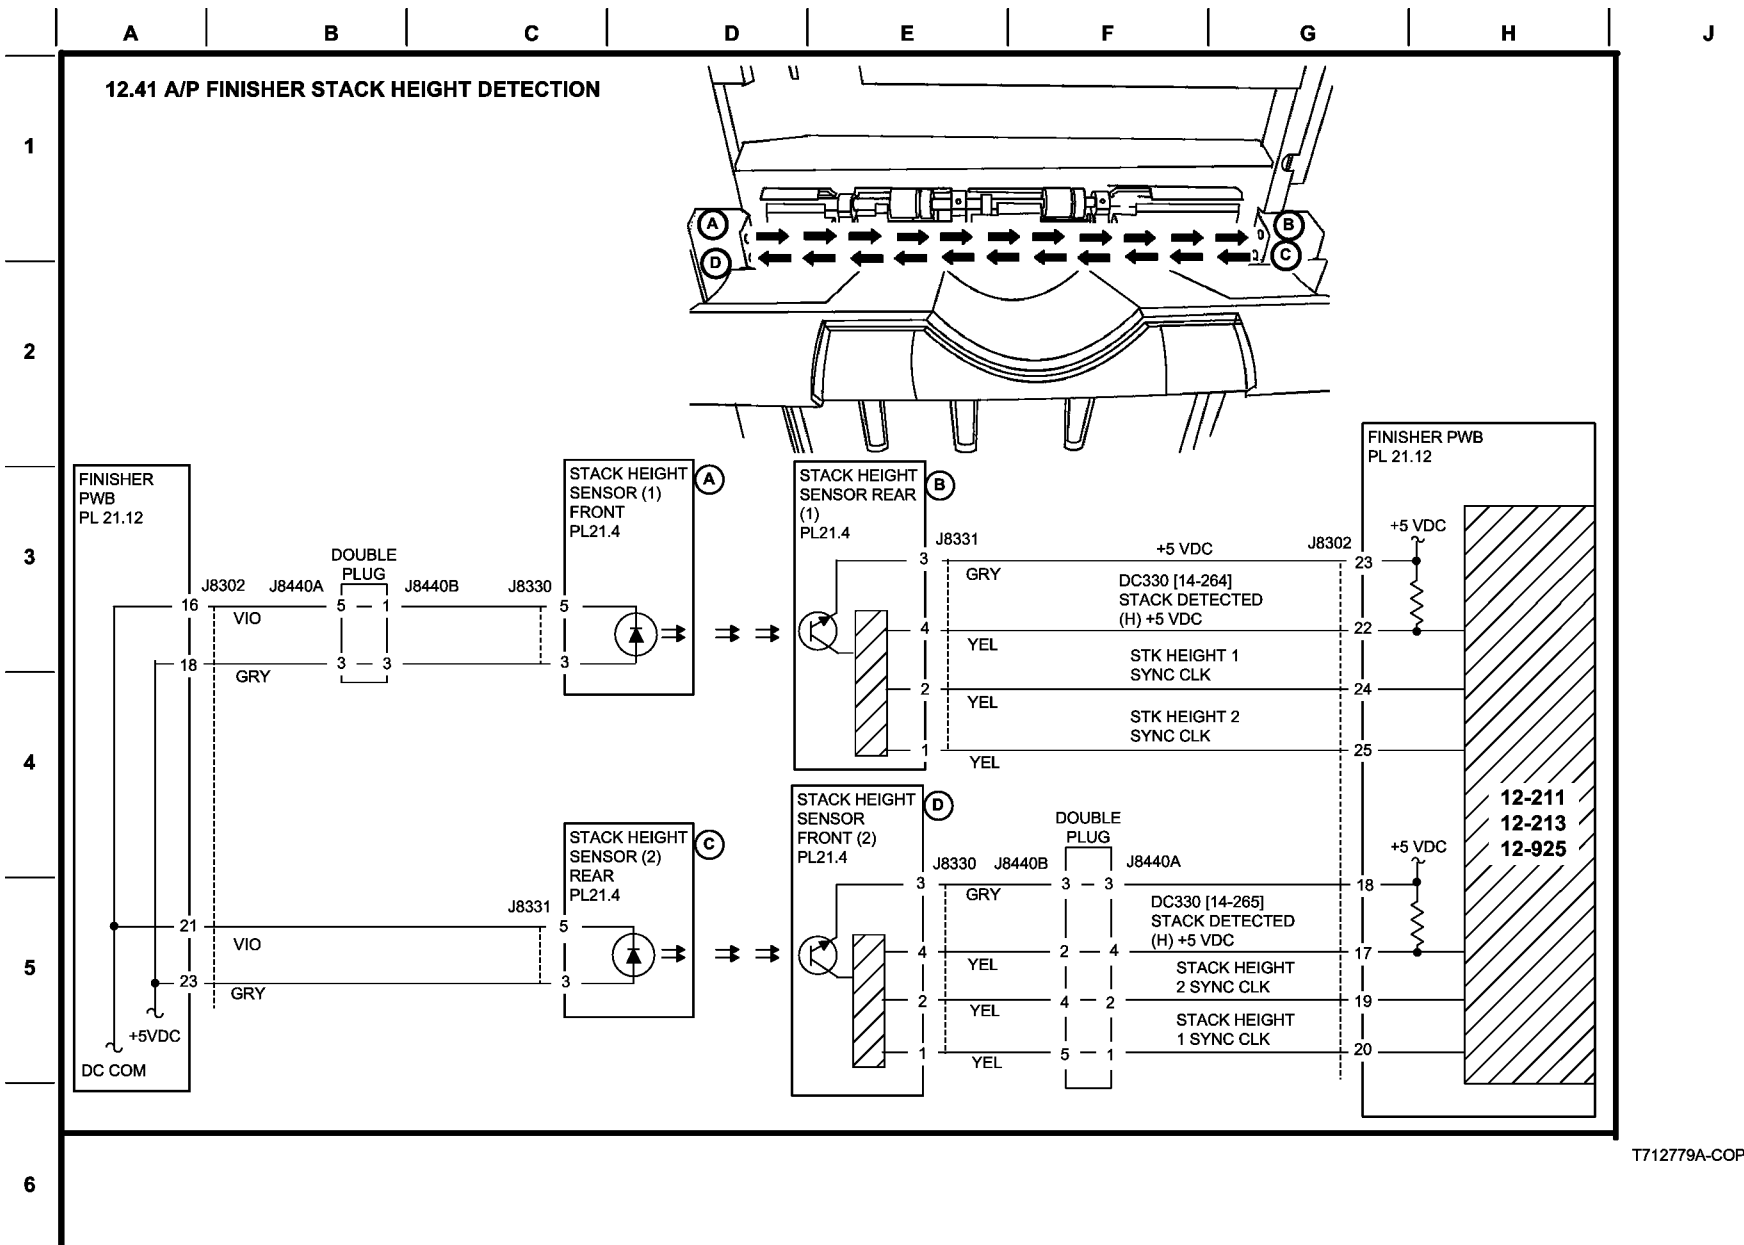 A B C D E F G H J
1
2
3
4
5
6
12.41 A/P FINISHER STACK HEIGHT DETECTION
A
B
D
C
FINISHER
PWB
PL 21.12
J8302
16
VIO
J8440A
DOUBLE
PLUG
5 1
J8440B
J8330
5
18
GRY
3 3
3
STACK HEIGHT
SENSOR (1)
FRONT
PL21.4
A
STACK HEIGHT
SENSOR REAR
(1)
PL21.4
B
J8331
3
GRY
+5 VDC
J8302
23
4
YEL
DC330 [14-264]
STACK DETECTED
(H) +5 VDC
22
2
YEL
STK HEIGHT 1
SYNC CLK
24
1
YEL
STK HEIGHT 2
SYNC CLK
25
FINISHER PWB
PL 21.12
+5 VDC
12-211
12-213
12-925
+5 VDC
21
VIO
J8331
5
23
GRY
3
+5VDC
DC COM
STACK HEIGHT
SENSOR (2)
REAR
PL21.4
C
STACK HEIGHT
SENSOR
FRONT (2)
PL21.4
D
J8330
J8440B
DOUBLE
PLUG
J8440A
3
GRY
3 3
18
4
YEL
2 4
DC330 [14-265]
STACK DETECTED
(H) +5 VDC
17
2
YEL
4 2
STACK HEIGHT
2 SYNC CLK
19
1
YEL
5 1
STACK HEIGHT
1 SYNC CLK
20
T712779A-COP